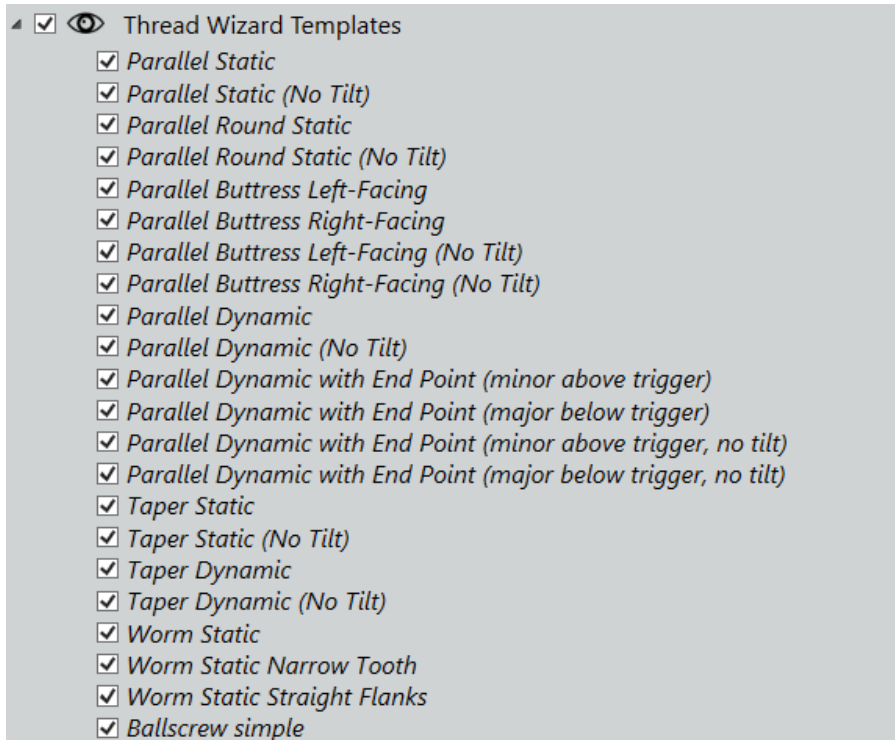 Thread Wizard Templates
Parallel Static
Parallel Static (No Tilt)
Parallel Round Static
Parallel Round Static (No Tilt)
Parallel Buttress Left-Facing
Parallel Buttress Right-Facing
Parallel Buttress Left-Facing (No Tilt)
Parallel Buttress Right-Facing (No Tilt)
Parallel Dynamic
Parallel Dynamic (No Tilt)
Parallel Dynamic with End Point (minor above trigger)
Parallel Dynamic with End Point (major below trigger)
Parallel Dynamic with End Point (minor above trigger, no tilt)
Parallel Dynamic with End Point (major below trigger, no tilt)
Taper Static
Taper Static (No Tilt)
Taper Dynamic
Taper Dynamic (No Tilt)
Worm Static
Worm Static Narrow Tooth
Worm Static Straight Flanks
Ballscrew simple